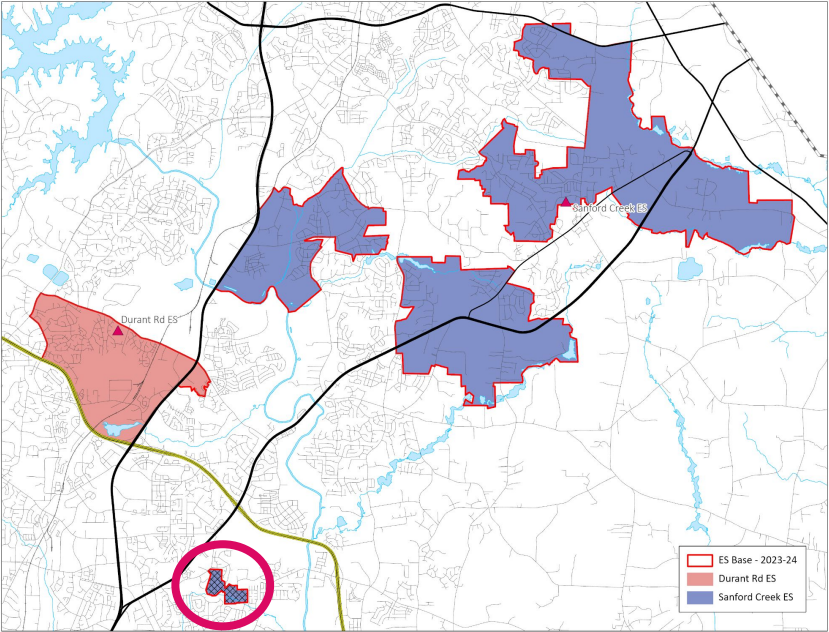 Sanford Creek ES
Durant Rd ES
ES Base - 2023-24
Durant Rd ES
Sanford Creek ES